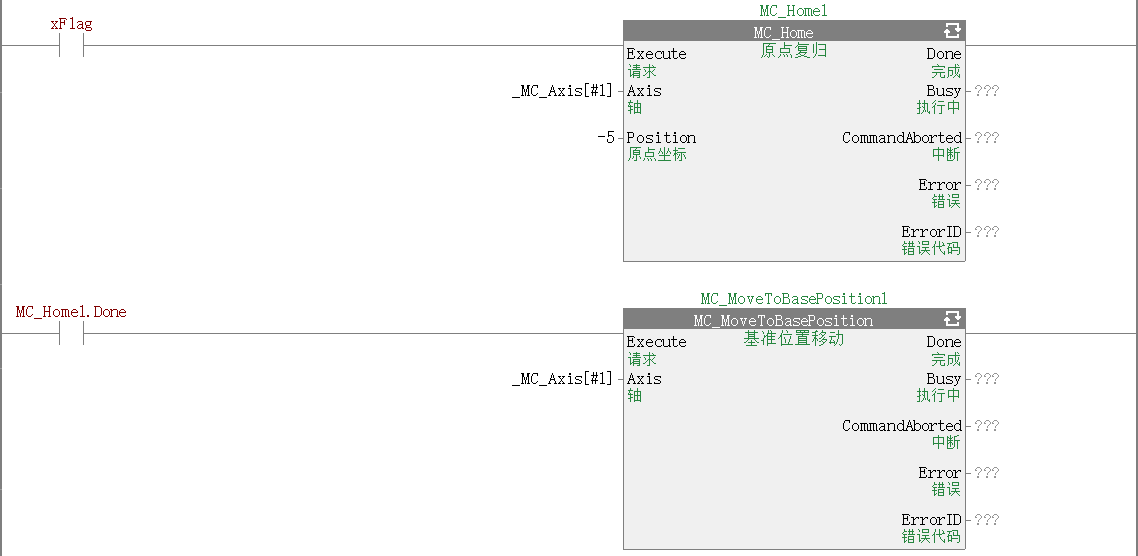 xFlag
MC_Home1
MC_Home
原点复归
Execute
请求
Done
完成
_MC_Axis[#1]
Axis
轴
Busy
执行中
???
-5
Position
原点坐标
CommandAborted
中断
???
Error
错误
???
ErrorID
错误代码
???
MC_Home1.Done
MC_MoveToBasePosition1
MC_MoveToBasePosition
基准位置移动
Execute
请求
Done
完成
_MC_Axis[#1]
Axis
轴
Busy
执行中
???
CommandAborted
中断
???
Error
错误
???
ErrorID
错误代码
???